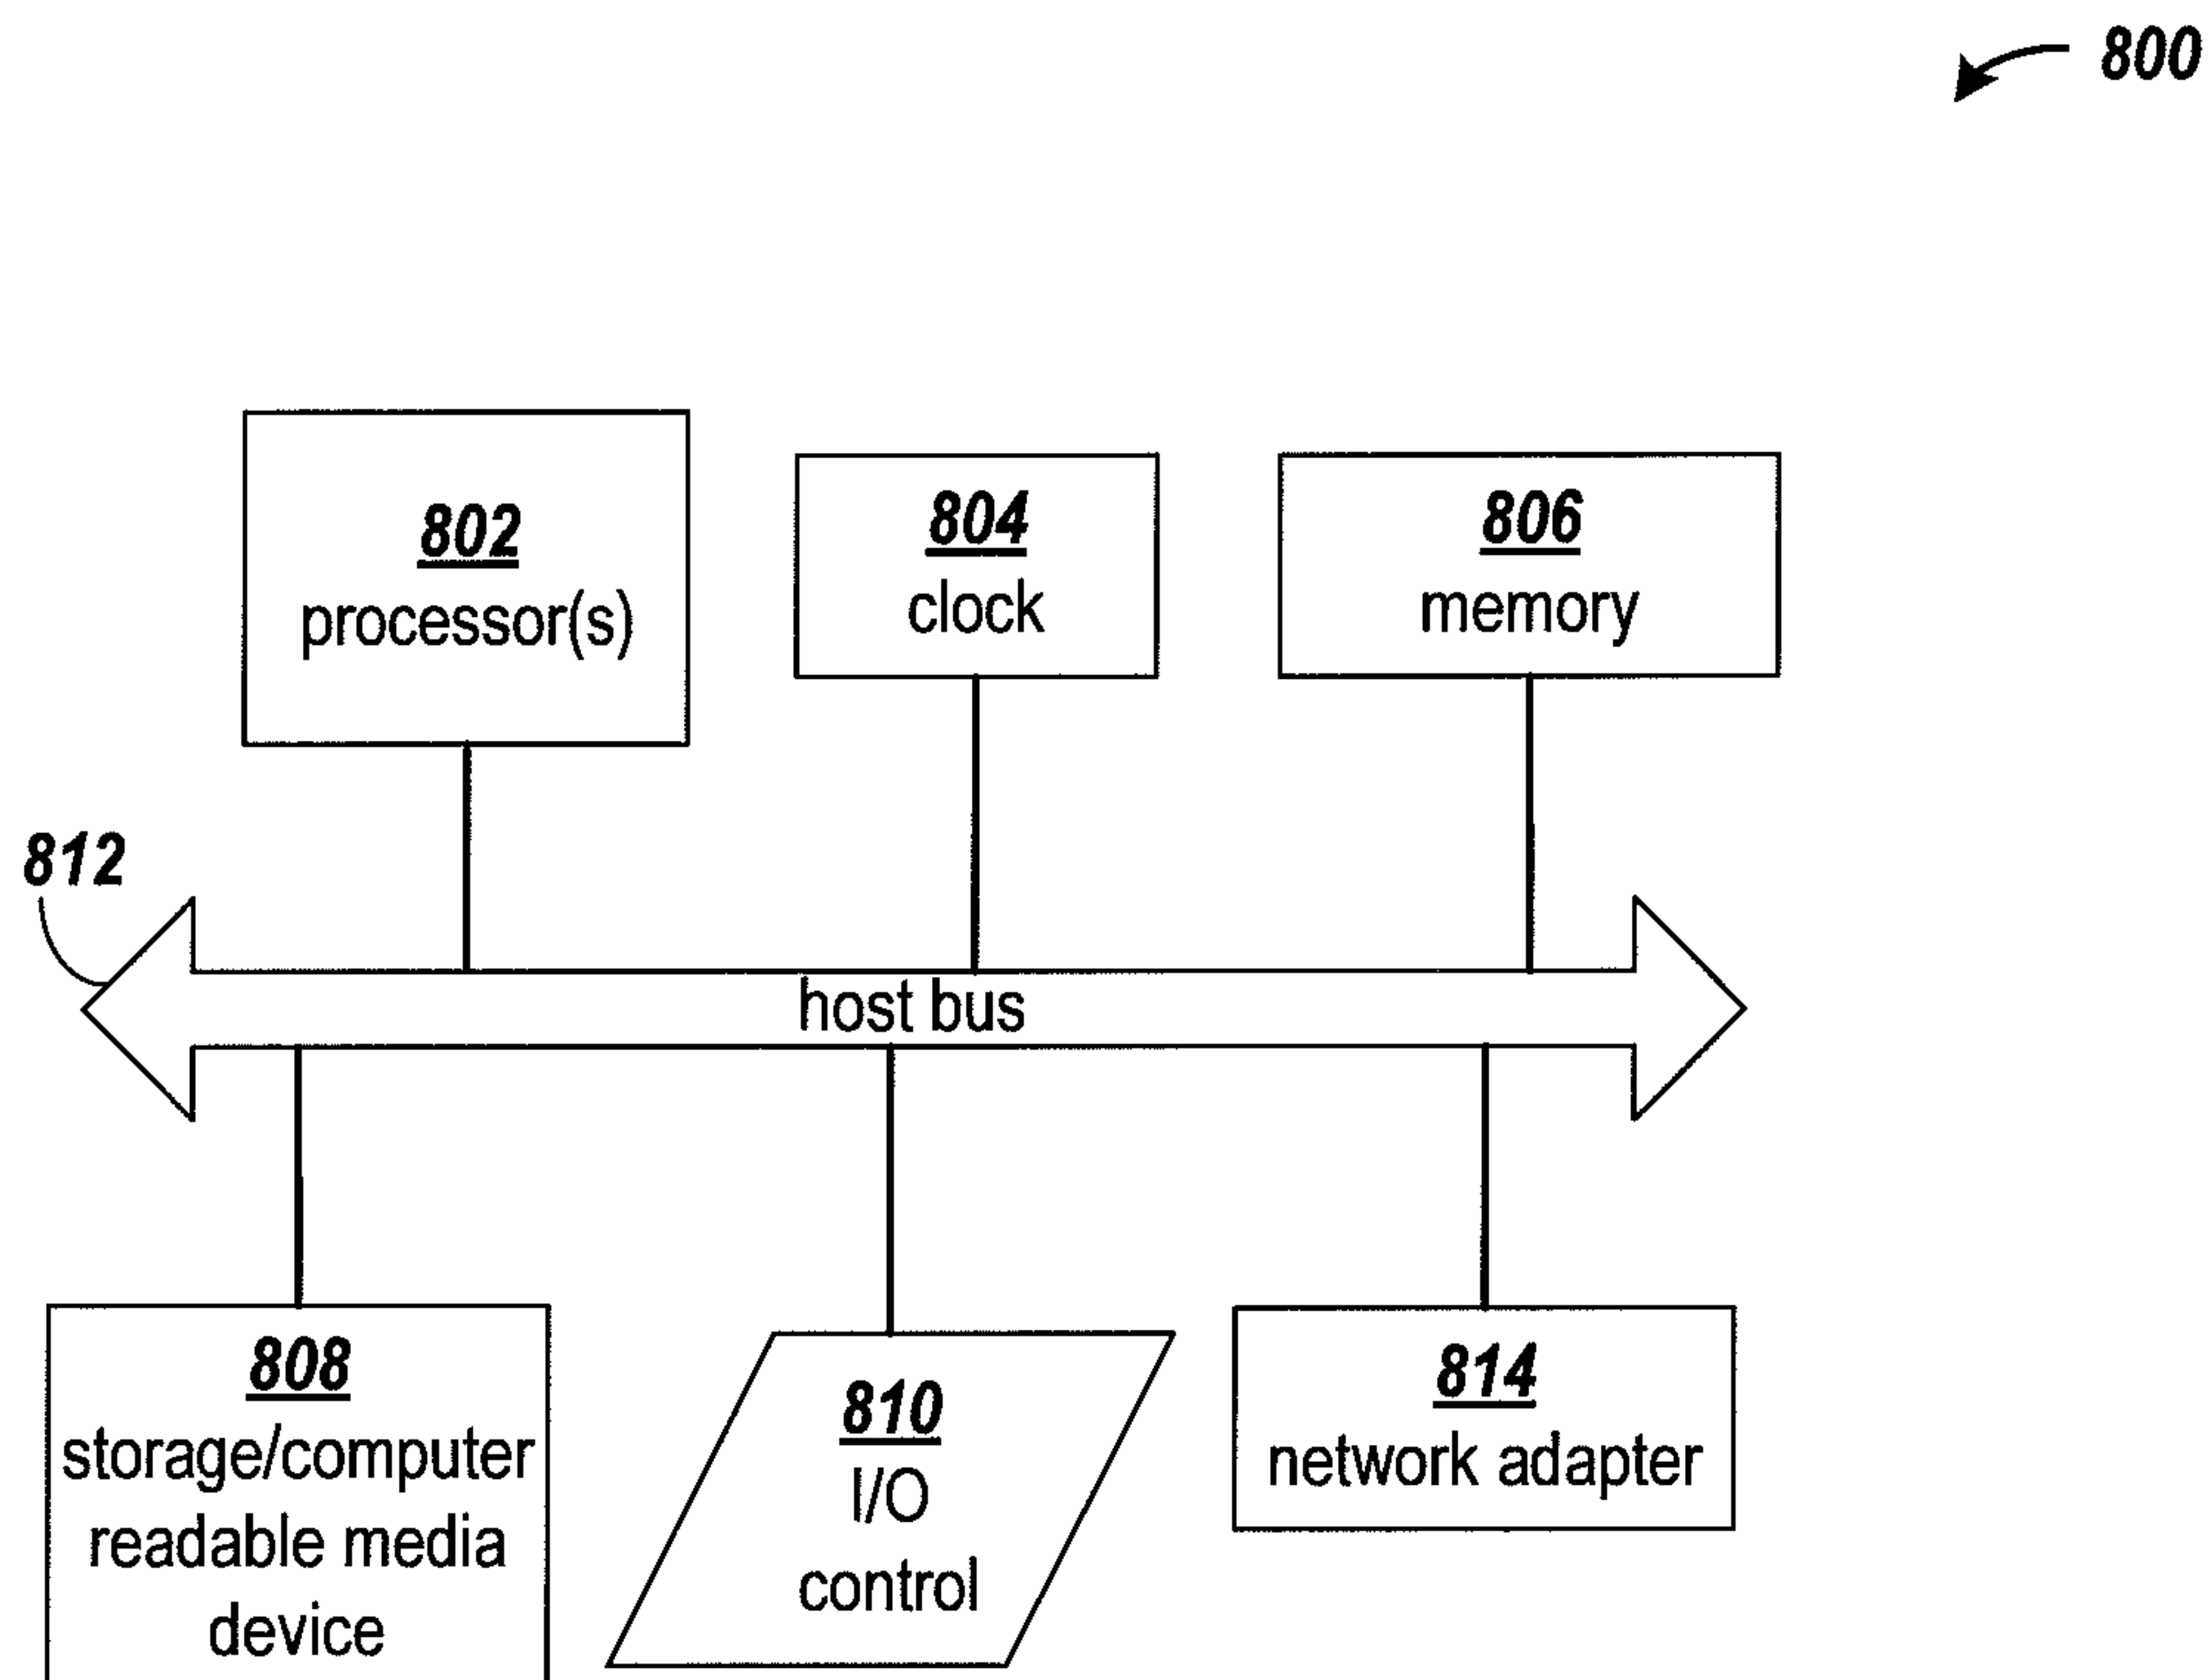 800
802
processor(s)
804
clock
806
memory
812
host bus
808
storage/computer
readable media
device
810
I/O
control
814
network adapter